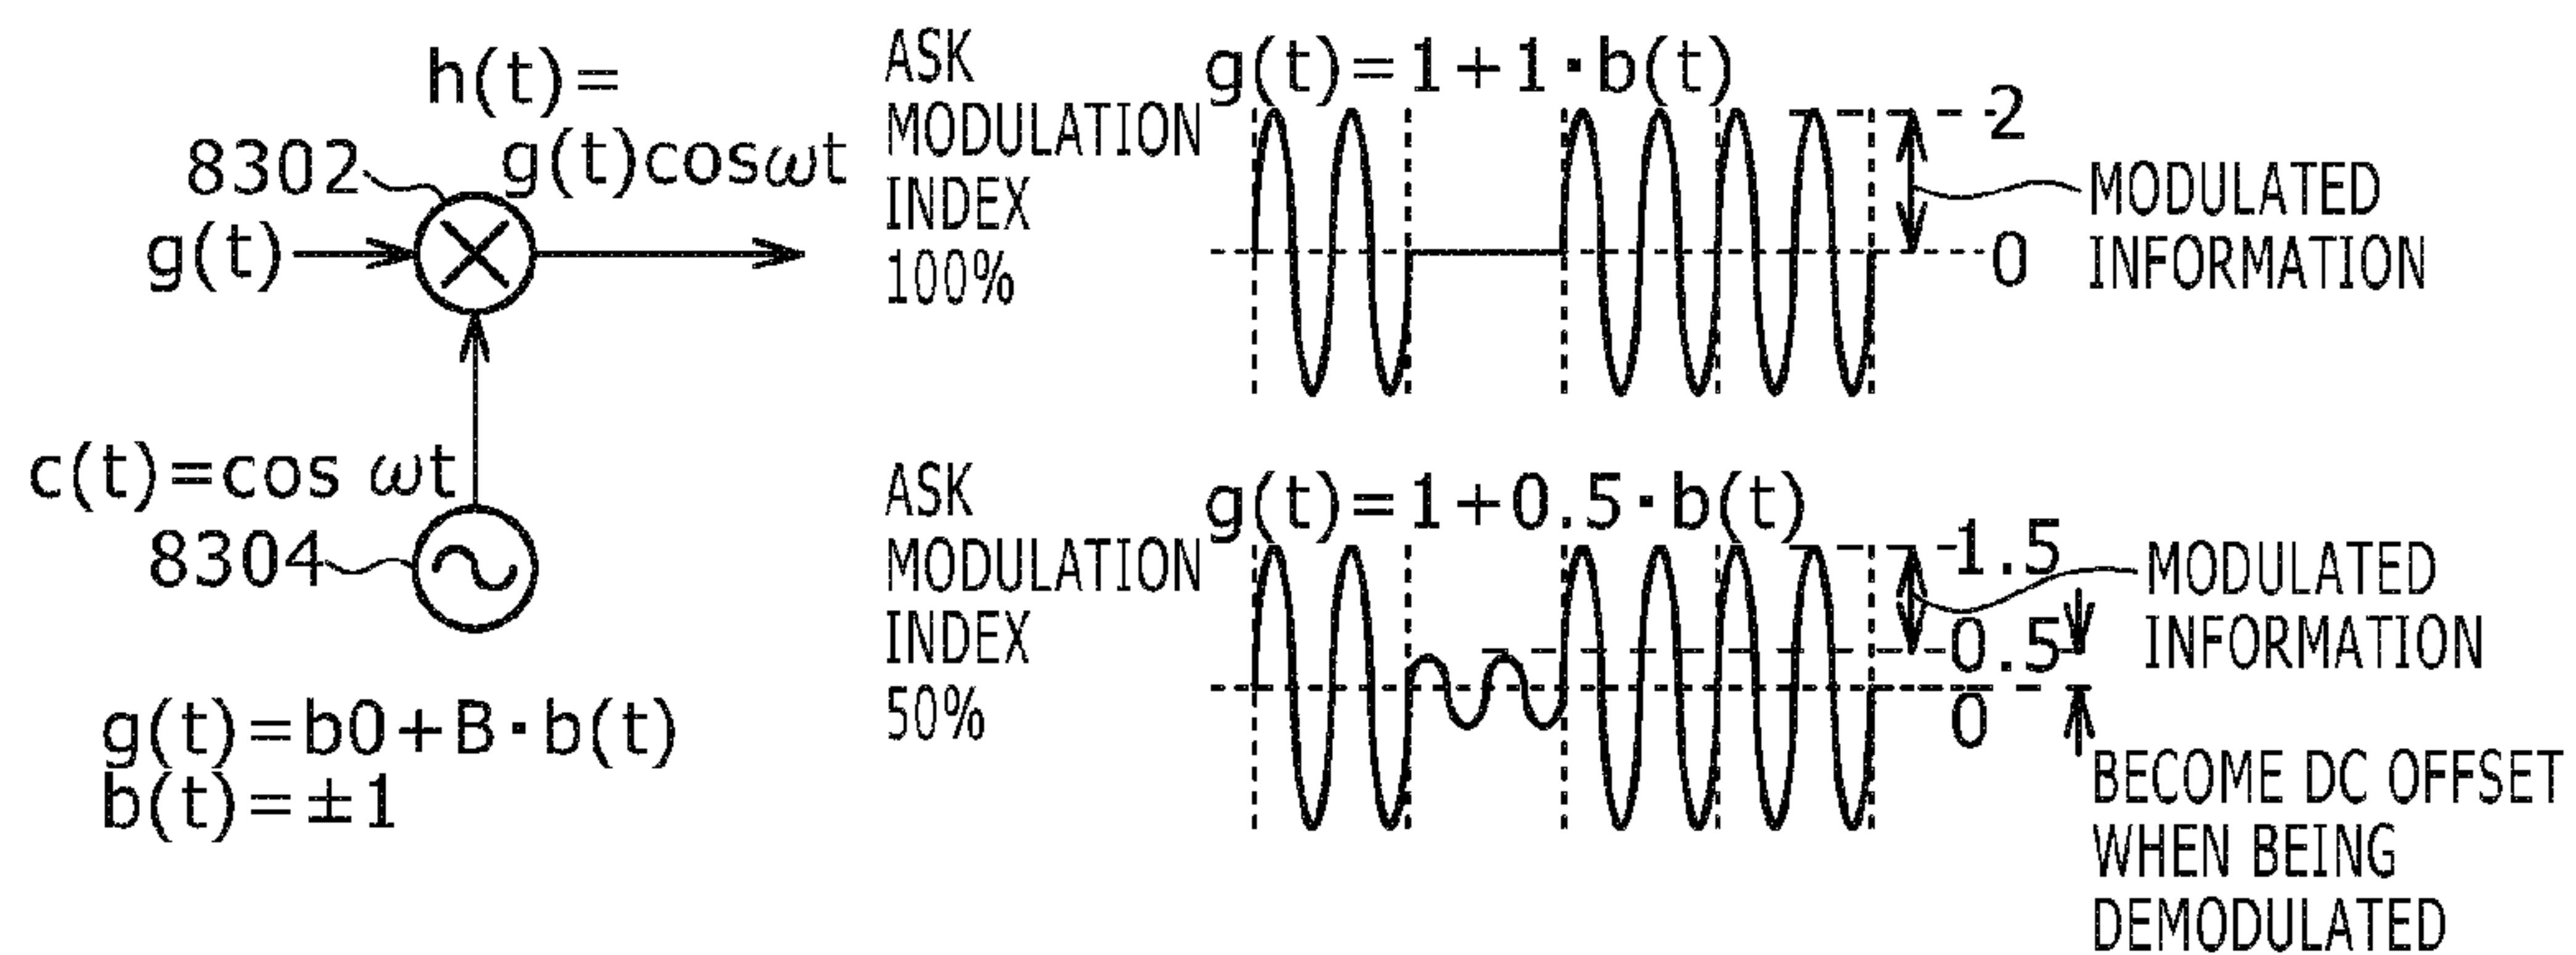 h(t)=
g(t)cosωt
8302
g(t)
c(t)=cos ωt
8304
g(t)=b0+B·b(t)
b(t)=±1
ASK
MODULATION
INDEX
100%
g(t)=1+1·b(t)
2
0
MODULATED
INFORMATION
ASK
MODULATION
INDEX
50%
g(t)=1+0.5·b(t)
1.5
0.5
0
MODULATED
INFORMATION
BECOME DC OFFSET
WHEN BEING
DEMODULATED